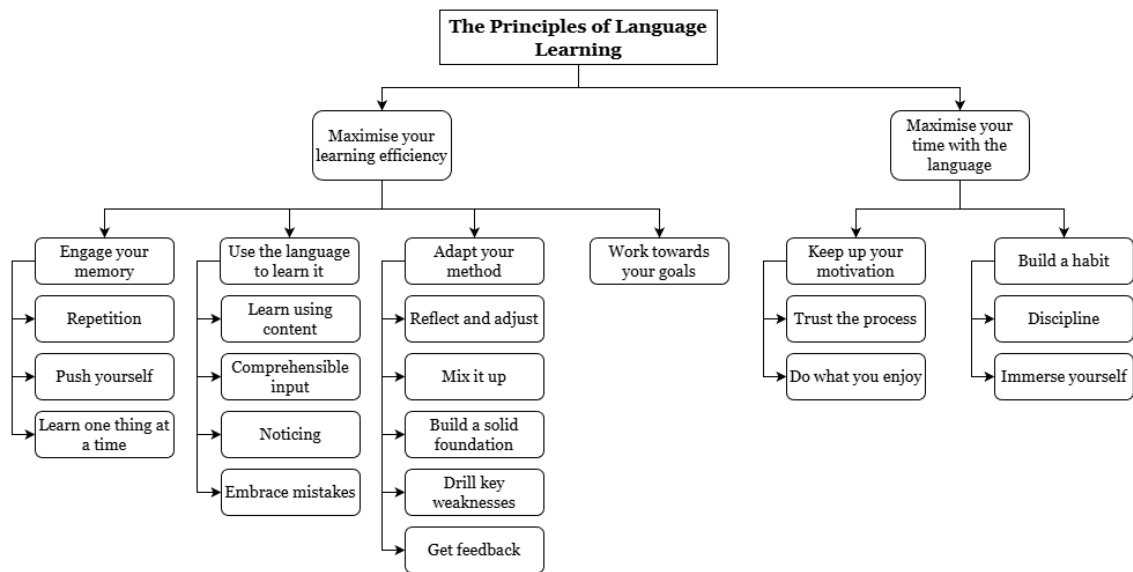 The Principles of Language
Learning
Maximise your
learning efficiency
Maximise your
time with the
language
Engage your
memory
Use the language
to learn it
Adapt your
method
Work towards
your goals
Keep up your
motivation
Build a habit
Repetition
Learn using
content
Reflect and adjust
Trust the process
Discipline
Push yourself
Comprehensible
input
Mix it up
Do what you enjoy
Immerse yourself
Learn one thing at
a time
Noticing
Build a solid
foundation
Embrace mistakes
Drill key
weaknesses
Get feedback